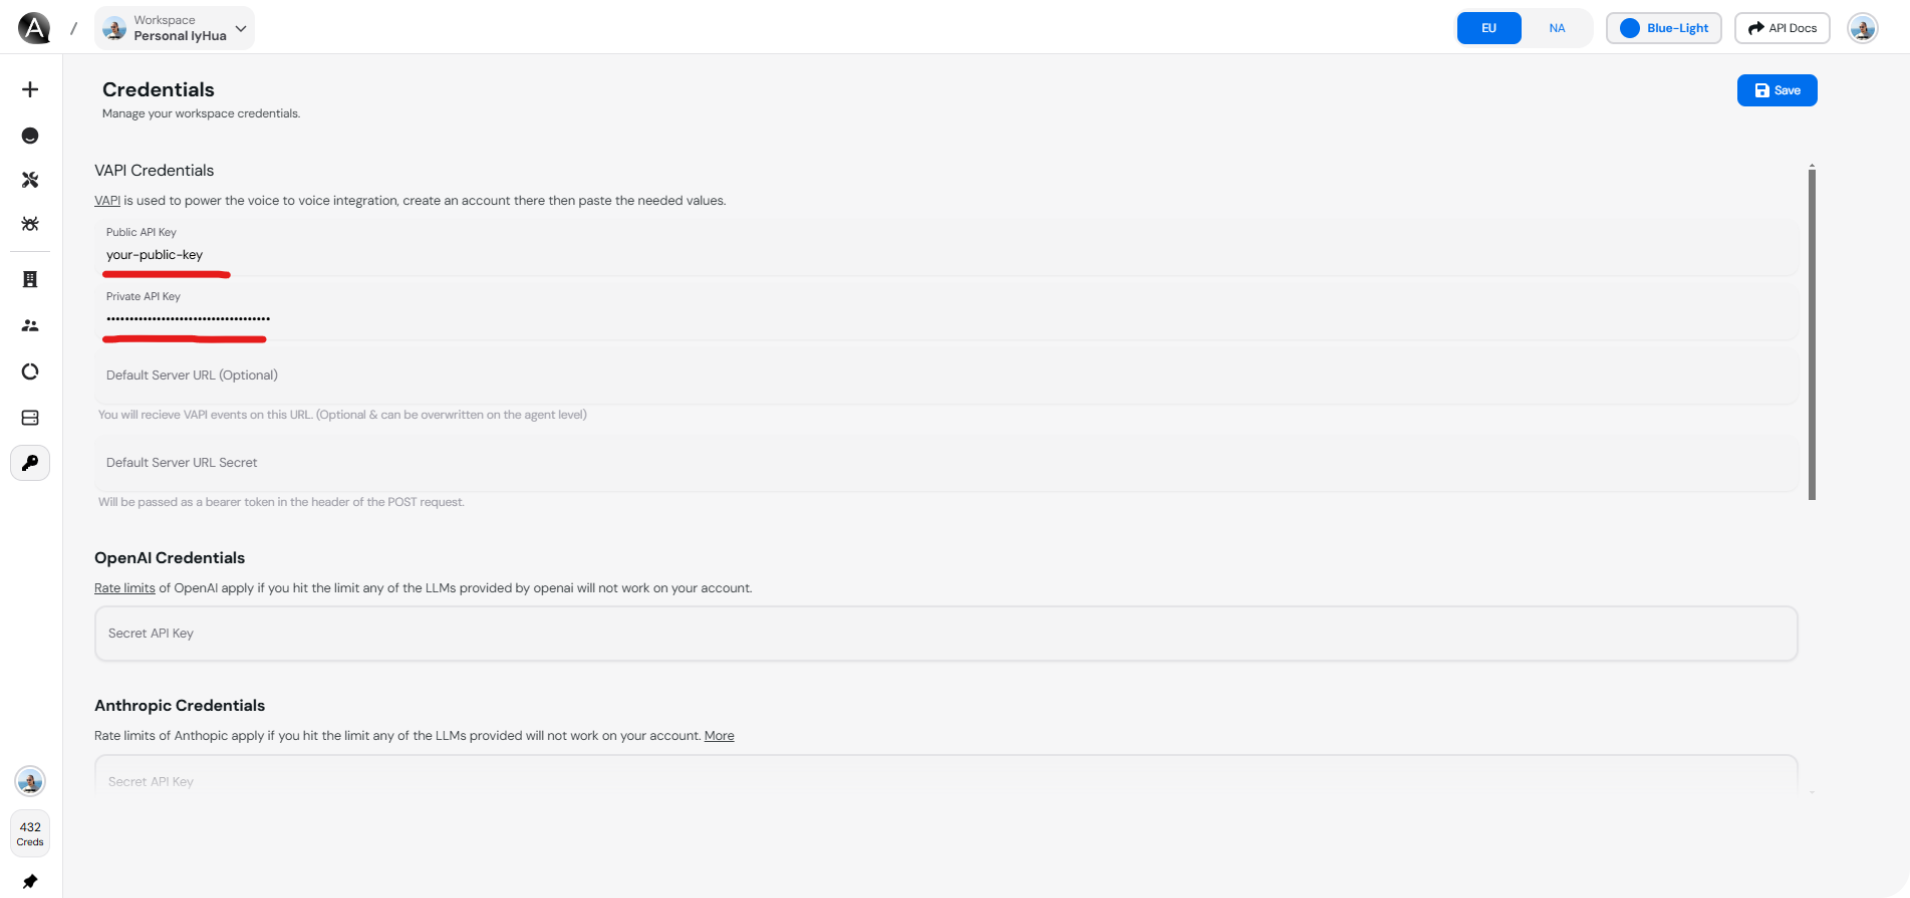 A / Workspace
Personal IyHua
EU NA Blue-Light API Docs
Credentials
Manage your workspace credentials.
Save
VAPI Credentials
VAPI is used to power the voice to voice integration, create an account there then paste the needed values.
Public API Key
your-public-key
Private API Key
Default Server URL (Optional)
You will recieve VAPI events on this URL. (Optional & can be overwritten on the agent level)
Default Server URL Secret
Will be passed as a bearer token in the header of the POST request.
OpenAI Credentials
Rate limits of OpenAI apply if you hit the limit any of the LLMs provided by openai will not work on your account.
Secret API Key
Anthropic Credentials
Rate limits of Anthopic apply if you hit the limit any of the LLMs provided will not work on your account. More
Secret API Key
432
Creds